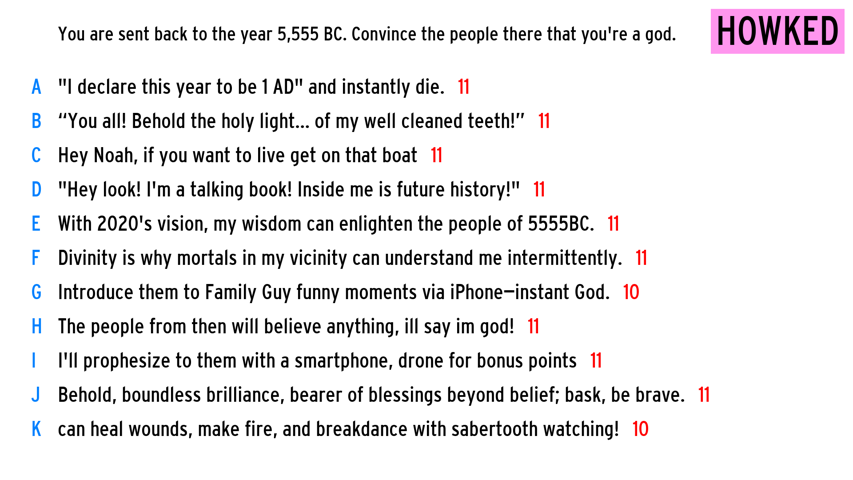 You are sent back to the year 5,555 BC. Convince the people there that you're a god.
HOWKED
A "I declare this year to be 1 AD" and instantly die. 11
B “You all! Behold the holy light... of my well cleaned teeth!” 11
C Hey Noah, if you want to live get on that boat 11
D "Hey look! I'm a talking book! Inside me is future history!" 11
E With 2020's vision, my wisdom can enlighten the people of 5555BC. 11
F Divinity is why mortals in my vicinity can understand me intermittently. 11
G Introduce them to Family Guy funny moments via iPhone—instant God. 10
H The people from then will believe anything, ill say im god! 11
I I'll prophesize to them with a smartphone, drone for bonus points 11
J Behold, boundless brilliance, bearer of blessings beyond belief; bask, be brave. 11
K can heal wounds, make fire, and breakdance with sabertooth watching! 10